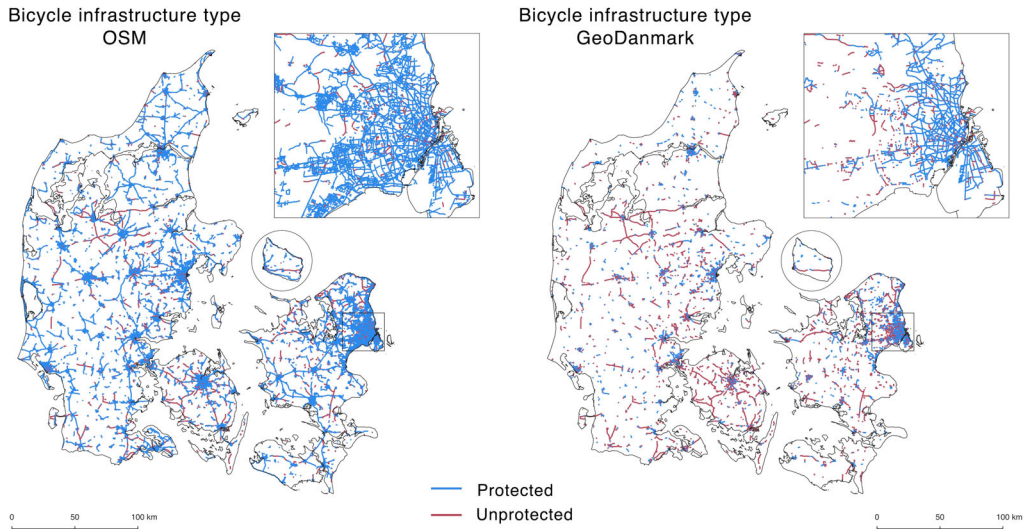 Bicycle infrastructure type
OSM
Bicycle infrastructure type
GeoDanmark
Protected
Unprotected
0 50 100 km
0 50 100 km